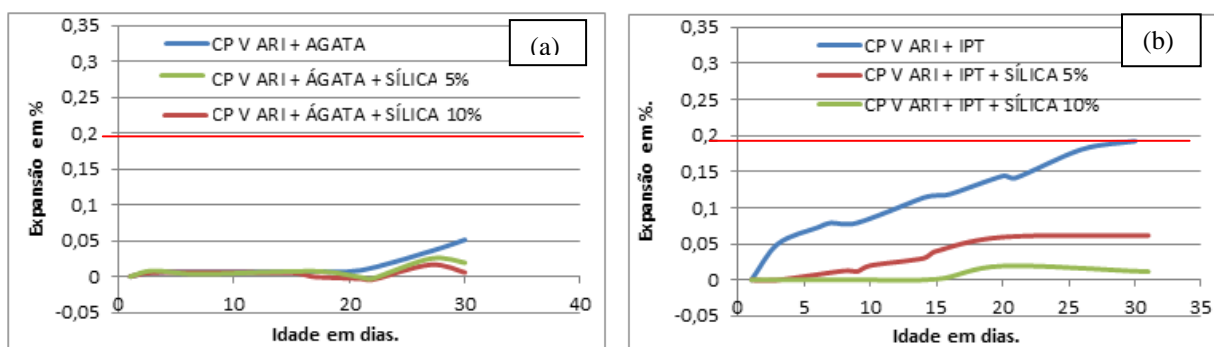 0,35
0,3
0,25
0,2
0,15
0,1
0,05
0
-0,05
Expansão em %
CP V ARI + AGATA
CP V ARI + ÁGATA + SÍLICA 5%
CP V ARI + ÁGATA + SÍLICA 10%
(a)
0
10
20
30
40
Idade em dias.
0,35
0,3
0,25
0,2
0,15
0,1
0,05
0
-0,05
Expansão em %.
CP V ARI + IPT
CP V ARI + IPT + SÍLICA 5%
CP V ARI + IPT + SÍLICA 10%
(b)
0
5
10
15
20
25
30
35
Idade em dias.